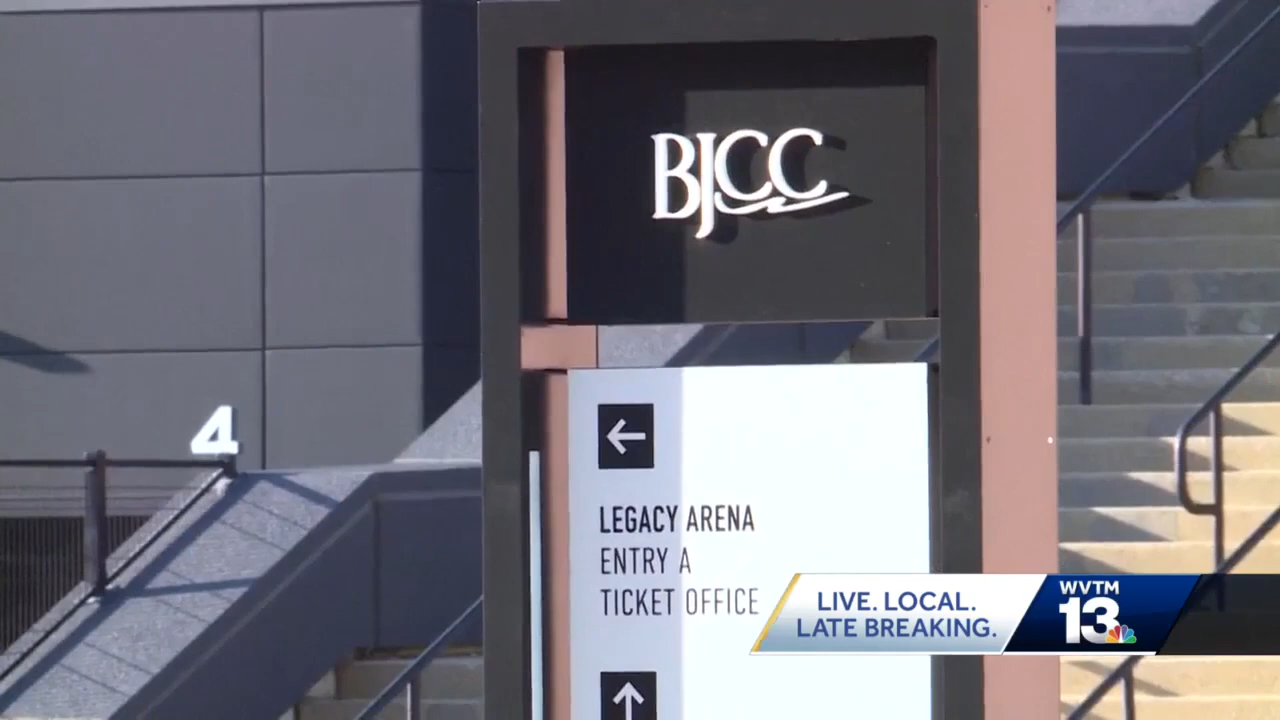 BJCC
4
LEGACY ARENA
ENTRY A
TICKET OFFICE
LIVE. LOCAL.
LATE BREAKING.
WVTM
13